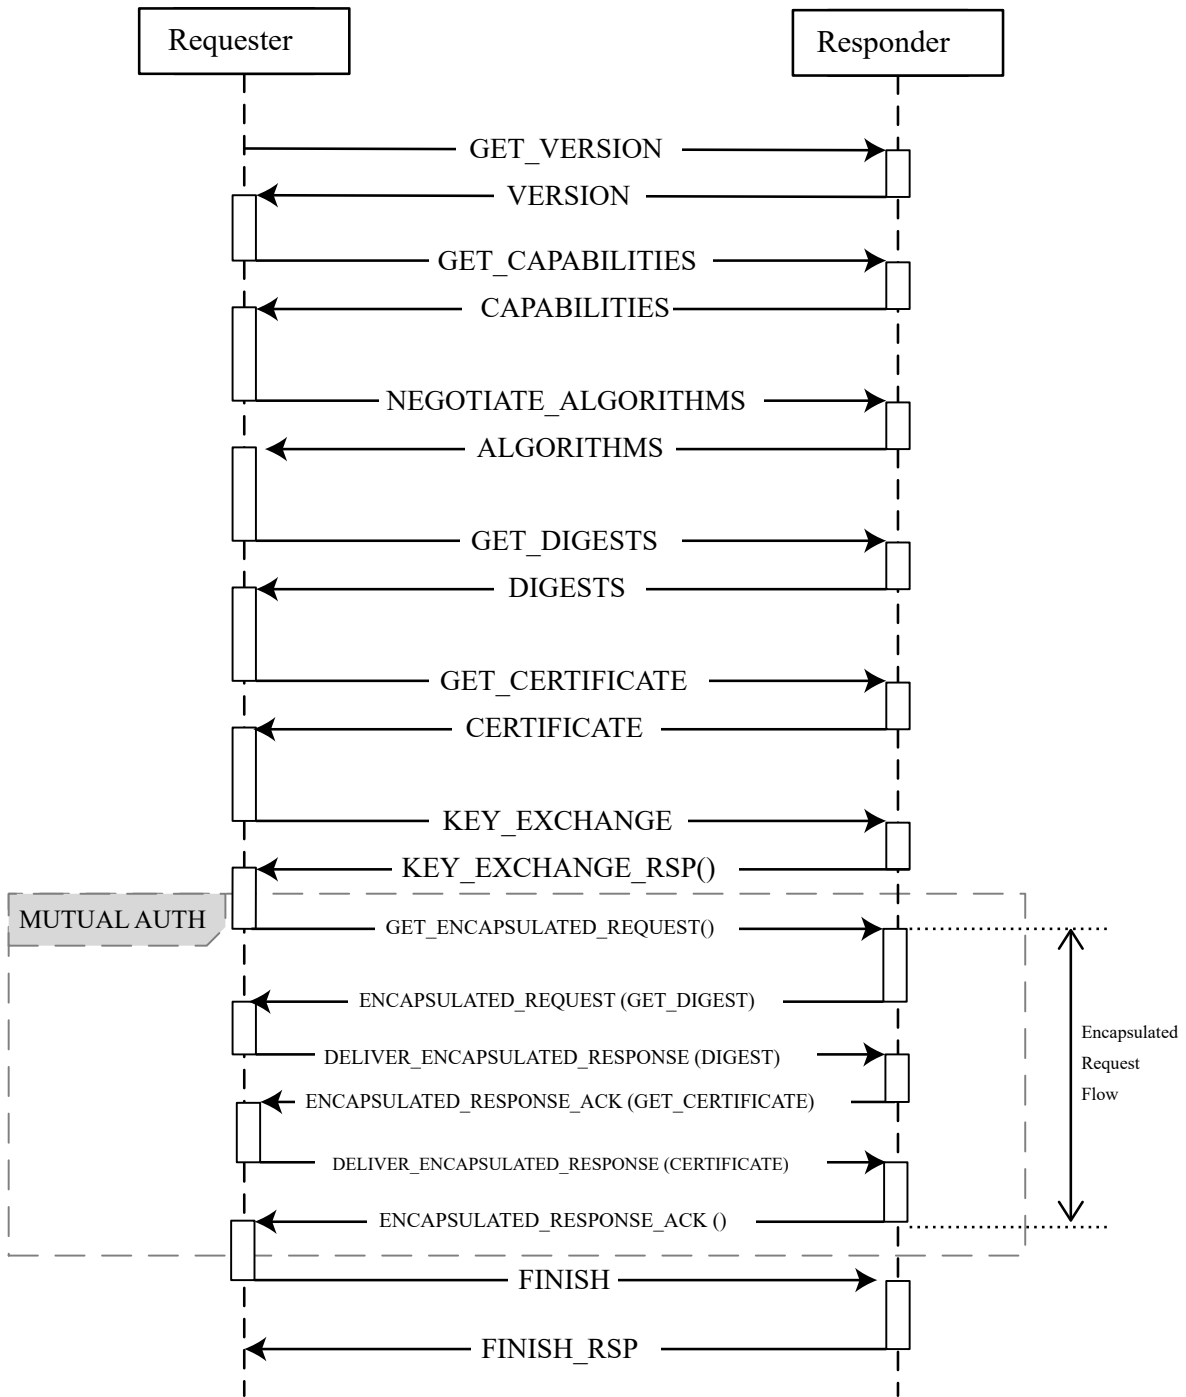 Requester
Responder
GET_VERSION
VERSION
GET_CAPABILITIES
CAPABILITIES
NEGOTIATE_ALGORITHMS
ALGORITHMS
GET_DIGESTS
DIGESTS
GET_CERTIFICATE
CERTIFICATE
KEY_EXCHANGE
KEY_EXCHANGE_RSP()
MUTUAL AUTH
GET_ENCAPSULATED_REQUEST()
ENCAPSULATED_REQUEST (GET_DIGEST)
Encapsulated
Request
Flow
DELIVER_ENCAPSULATED_RESPONSE (DIGEST)
ENCAPSULATED_RESPONSE_ACK (GET_CERTIFICATE)
DELIVER_ENCAPSULATED_RESPONSE (CERTIFICATE)
ENCAPSULATED_RESPONSE_ACK ()
FINISH
FINISH_RSP